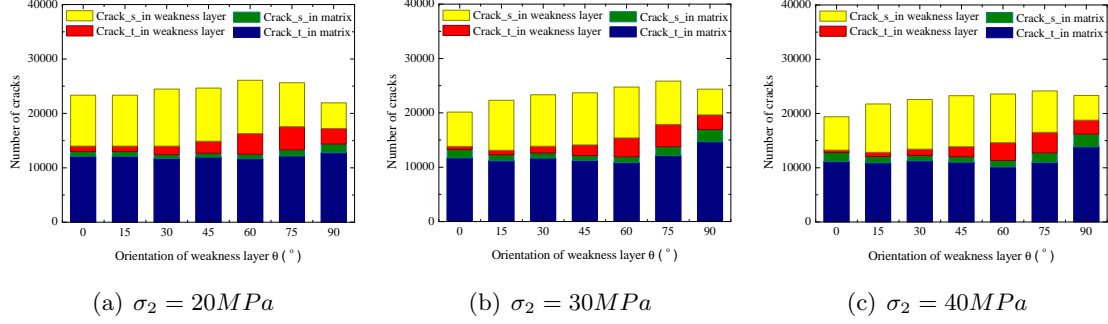 Crack_s_in weakness layer Crack_s_in matrix
Crack_t_in weakness layer Crack_t_in matrix
40000
30000
20000
10000
0
Number of cracks
0 15 30 45 60 75 90
Orientation of weakness layer θ ( ° )
(a) σ₂ = 20MPa
Crack_s_in weakness layer Crack_s_in matrix
Crack_t_in weakness layer Crack_t_in matrix
40000
30000
20000
10000
0
Number of cracks
0 15 30 45 60 75 90
Orientation of weakness layer θ ( ° )
(b) σ₂ = 30MPa
Crack_s_in weakness layer Crack_s_in matrix
Crack_t_in weakness layer Crack_t_in matrix
40000
30000
20000
10000
0
Number of cracks
0 15 30 45 60 75 90
Orientation of weakness layer θ ( ° )
(c) σ₂ = 40MPa